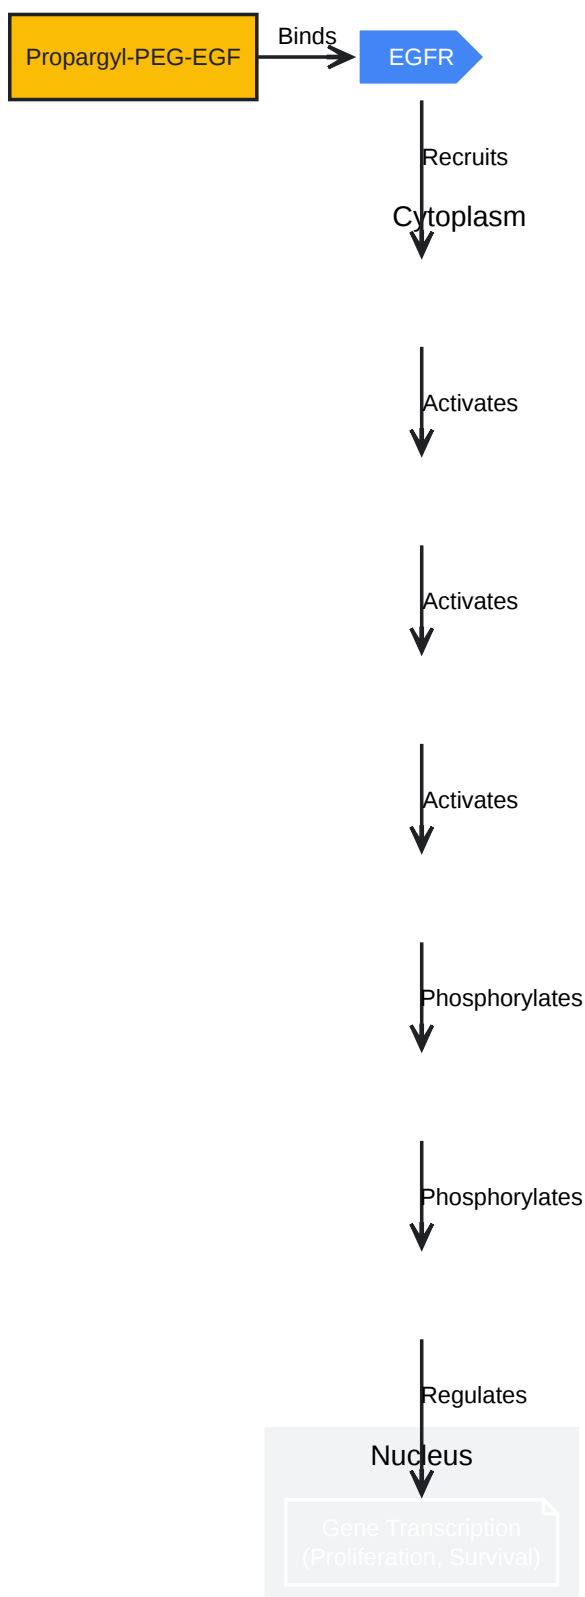 Binds
Propargyl-PEG-EGF
EGFR
Recruits
Cytoplasm
Activates
Activates
Activates
Phosphorylates
Phosphorylates
Regulates
Nucleus
Gene Transcription
(Proliferation, Survival)